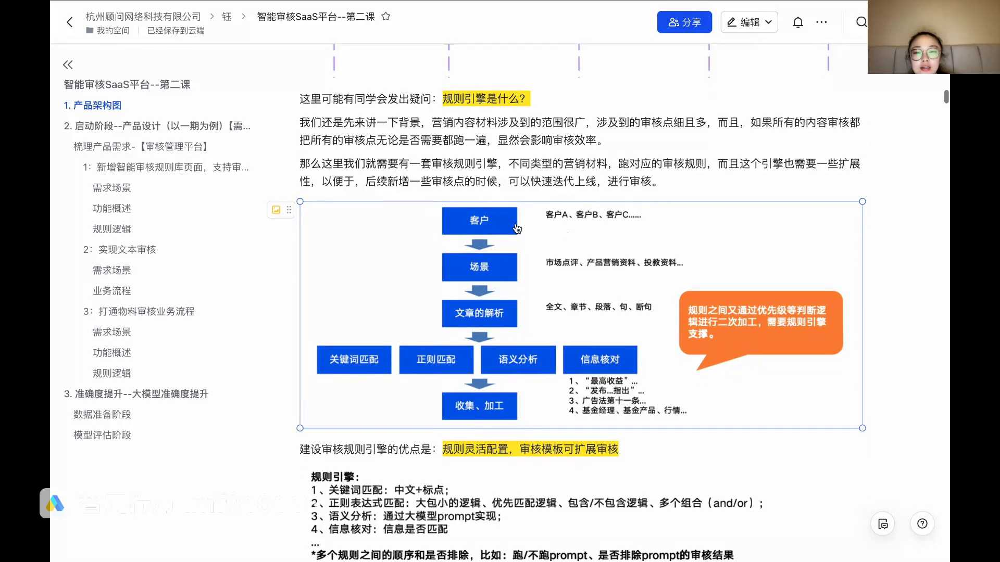 杭州顾问网络科技有限公司 > 钰 > 智能审核SaaS平台--第二课
我的空间 已经保存到云端
分享
编辑
智能审核SaaS平台--第二课
1. 产品架构图
2. 启动阶段--产品设计（以一期为例）【需...
梳理产品需求-【审核管理平台】
1：新增智能审核规则库页面，支持审...
需求场景
功能概述
规则逻辑
2：实现文本审核
需求场景
业务流程
3：打通物料审核业务流程
需求场景
功能概述
规则逻辑
3. 准确度提升--大模型准确度提升
数据准备阶段
模型评估阶段
这里可能有同学会发出疑问：规则引擎是什么？
我们还是先来讲一下背景，营销内容材料涉及到的范围很广，涉及到的审核点细且多，而且，如果所有的内容审核都
把所有的审核点无论是否需要都跑一遍，显然会影响审核效率。
那么这里我们就需要有一套审核规则引擎，不同类型的营销材料，跑对应的审核规则，而且这个引擎也需要一些扩展
性，以便于，后续新增一些审核点的时候，可以快速迭代上线，进行审核。
客户
客户A、客户B、客户C......
场景
市场点评、产品营销资料、投教资料...
文章的解析
全文、章节、段落、句、断句
规则之间又通过优先级等判断逻
辑进行二次加工，需要规则引擎
支撑。
关键词匹配 正则匹配 语义分析 信息核对
1、“最高收益”...
2、“发布...指出”...
3、广告法第十一条...
4、基金经理、基金产品、行情...
收集、加工
建设审核规则引擎的优点是：规则灵活配置，审核模板可扩展审核
规则引擎：
1、关键词匹配：中文+标点；
2、正则表达式匹配：大包小的逻辑、优先匹配逻辑、包含/不包含逻辑、多个组合（and/or）；
3、语义分析：通过大模型prompt实现；
4、信息核对：信息是否匹配
...
*多个规则之间的顺序和是否排除，比如：跑/不跑prompt、是否排除prompt的审核结果